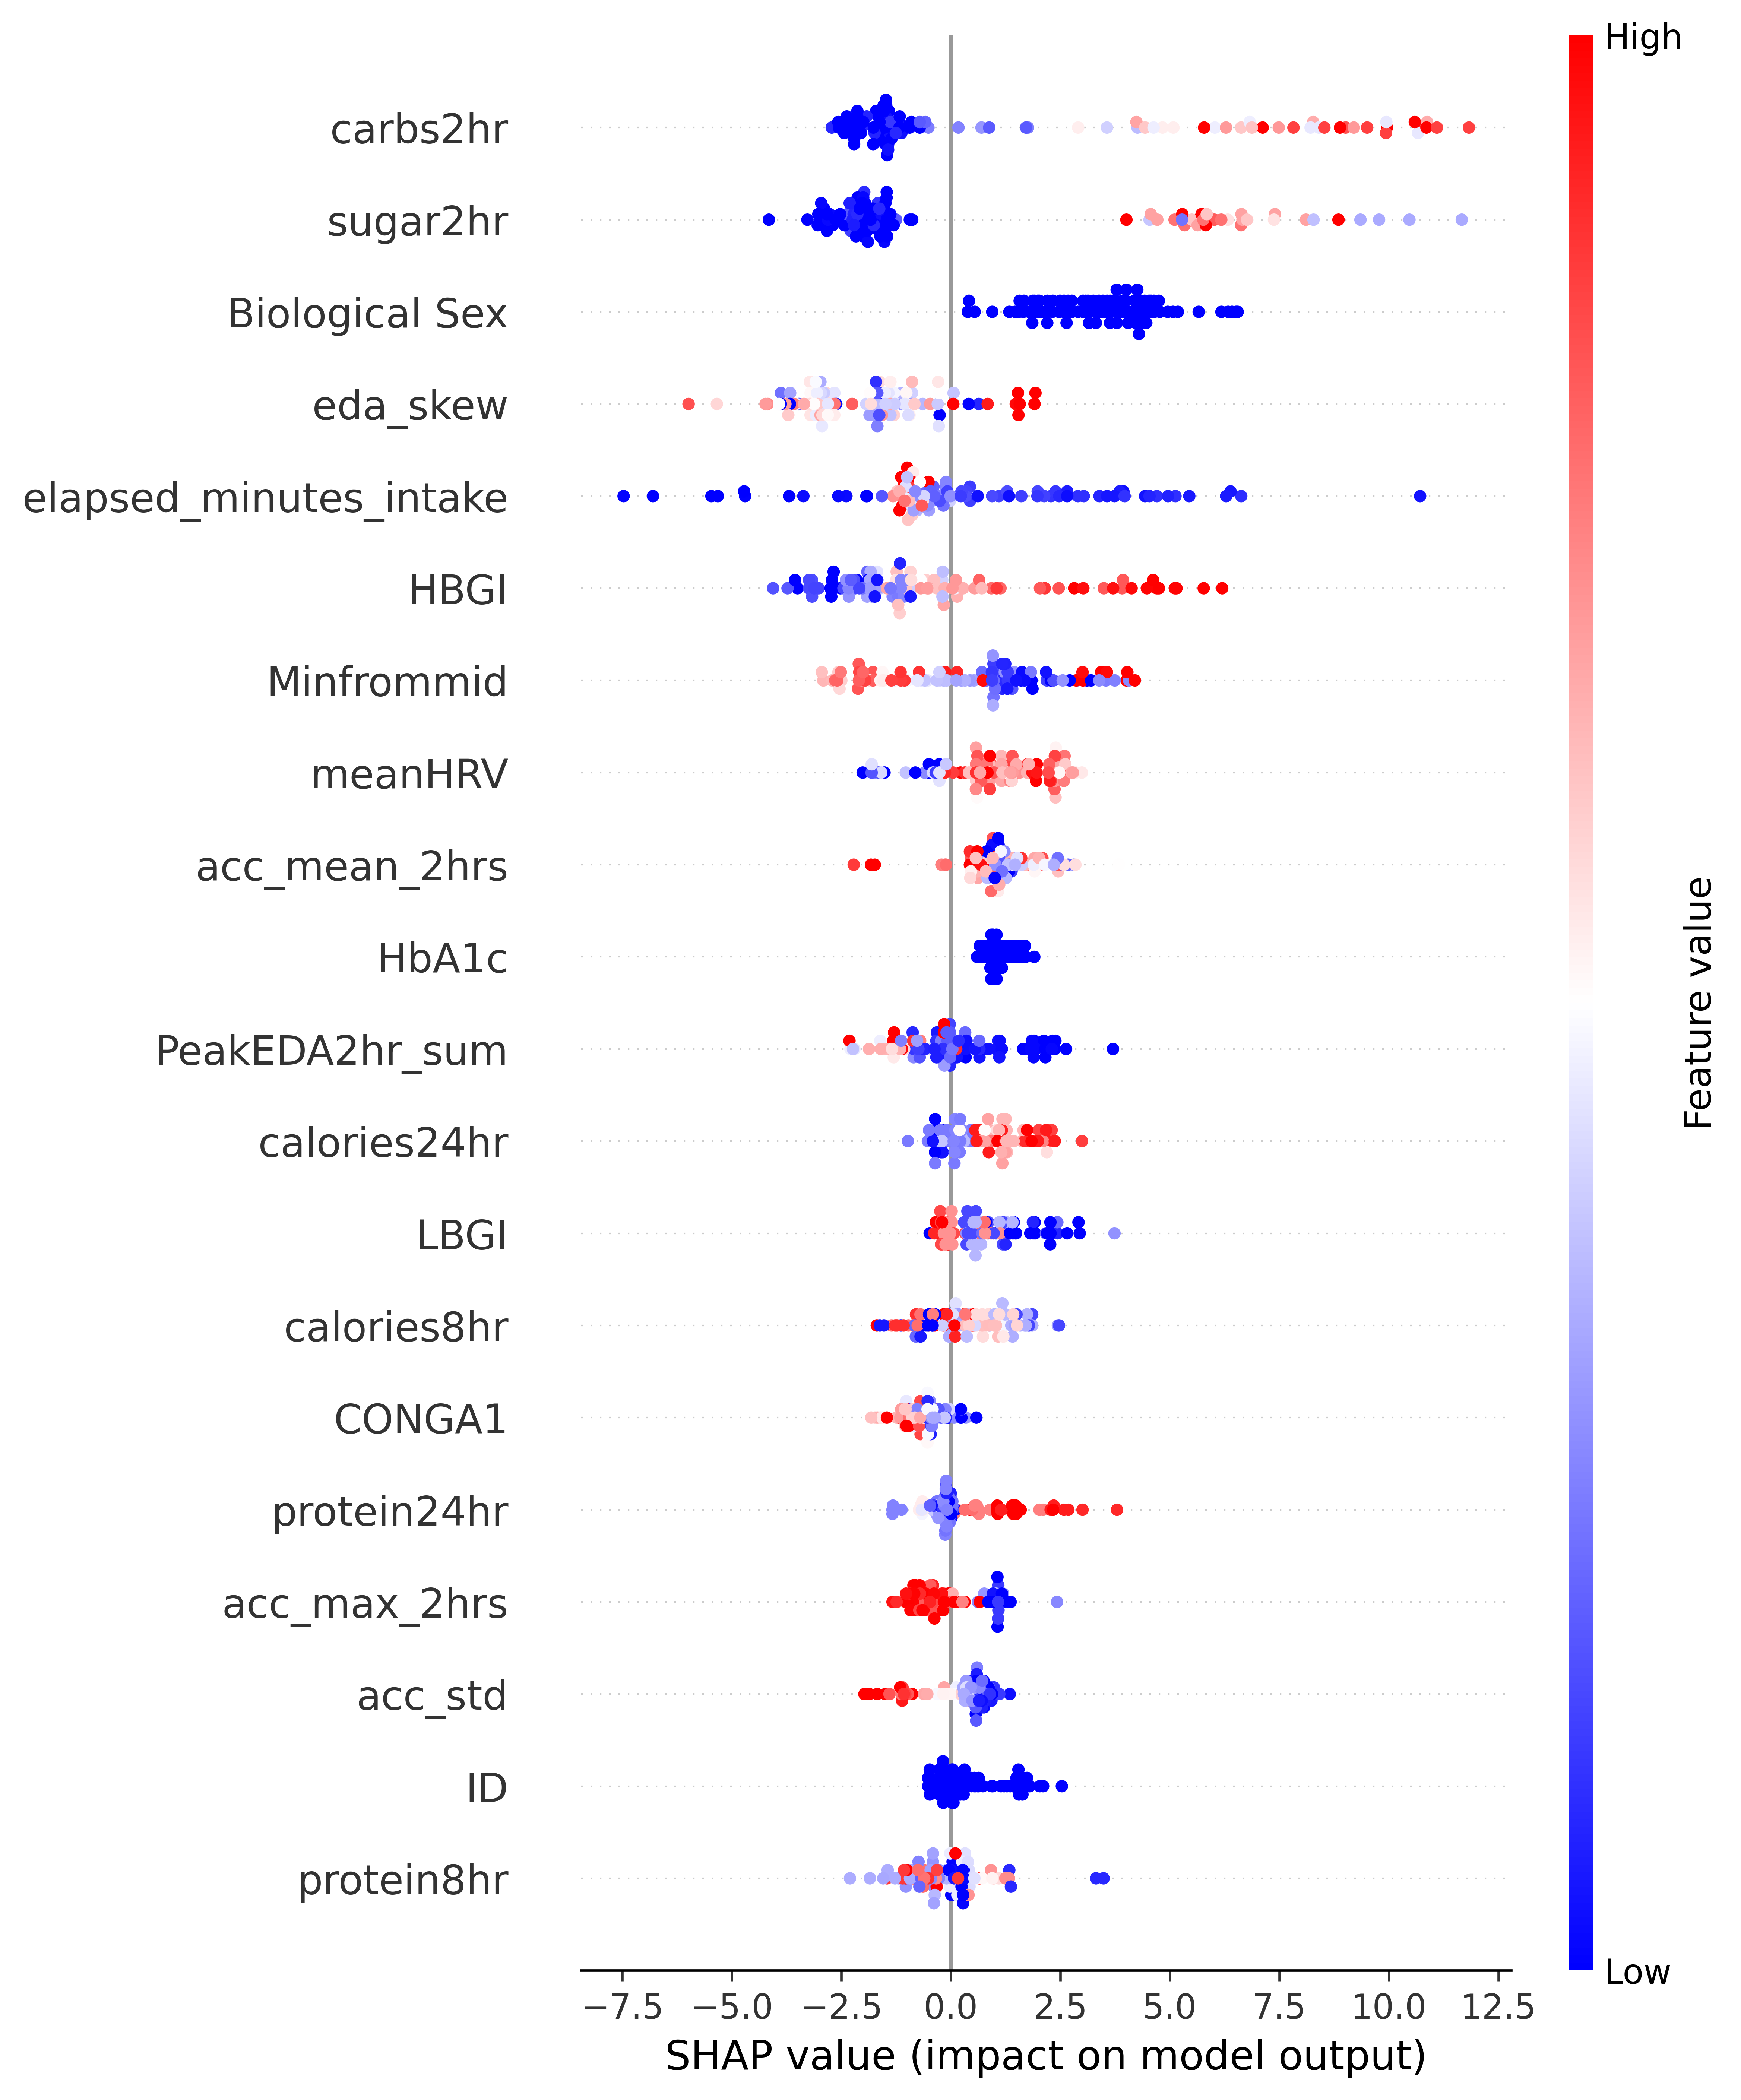 High
carbs2hr
sugar2hr
Biological Sex
eda_skew
elapsed_minutes_intake
HBGI
Minfrommid
meanHRV
acc_mean_2hrs
HbA1c
PeakEDA2hr_sum
calories24hr
LBGI
calories8hr
CONGA1
protein24hr
acc_max_2hrs
acc_std
ID
protein8hr
Feature value
Low
−7.5 −5.0 −2.5 0.0 2.5 5.0 7.5 10.0 12.5
SHAP value (impact on model output)